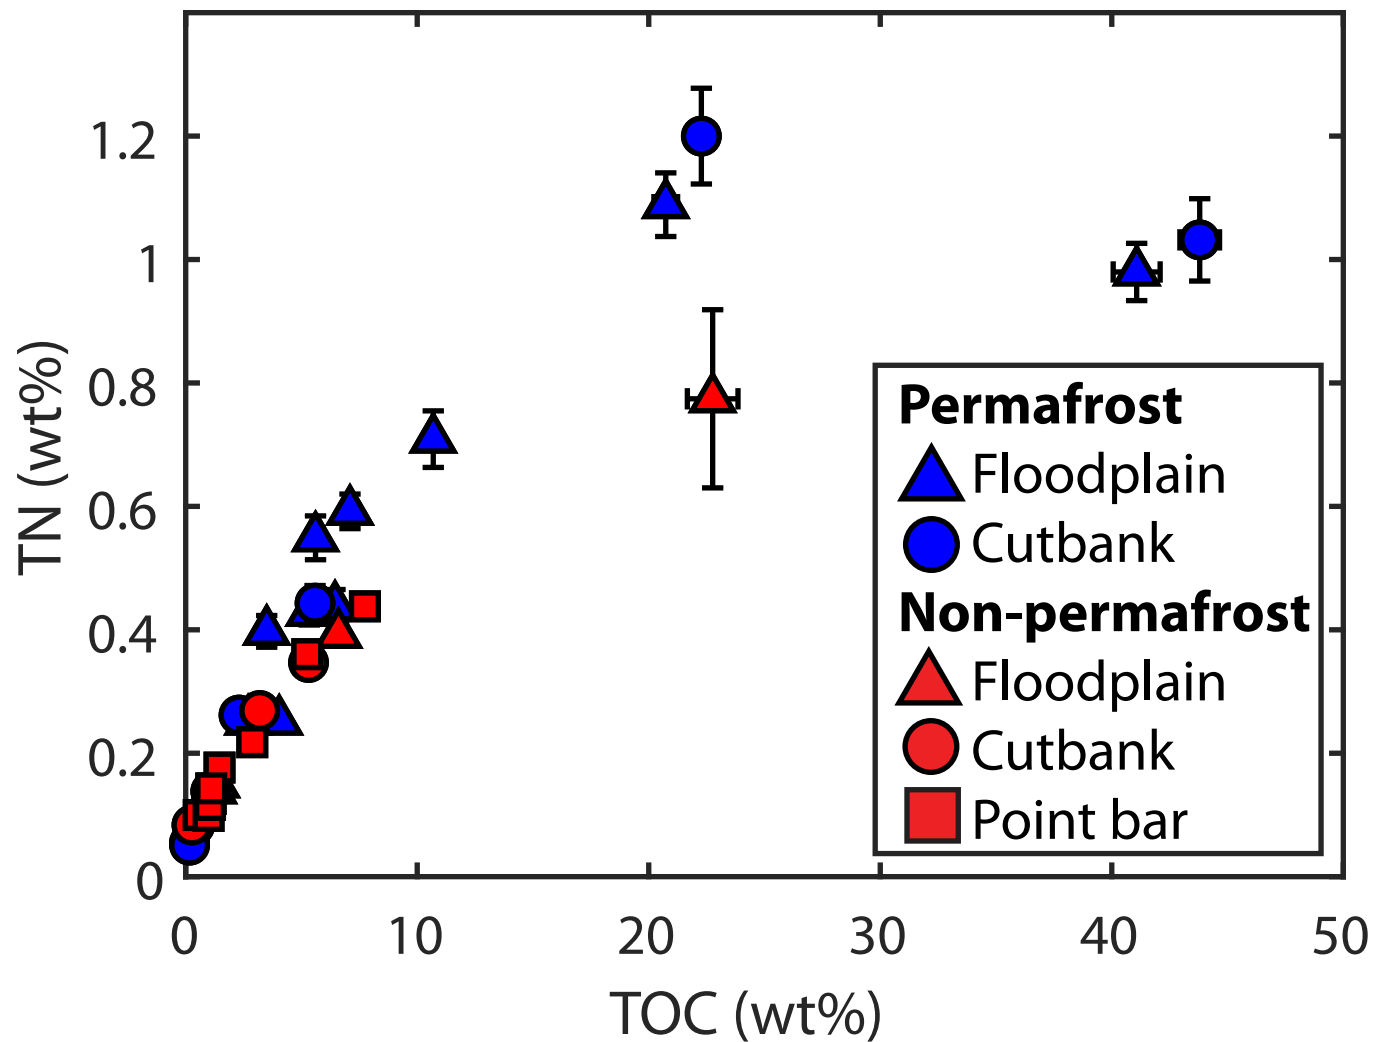 TN (wt%)
1.2
1
0.8
0.6
0.4
0.2
0
0 10 20 30 40 50
TOC (wt%)
Permafrost
Floodplain
Cutbank
Non-permafrost
Floodplain
Cutbank
Point bar